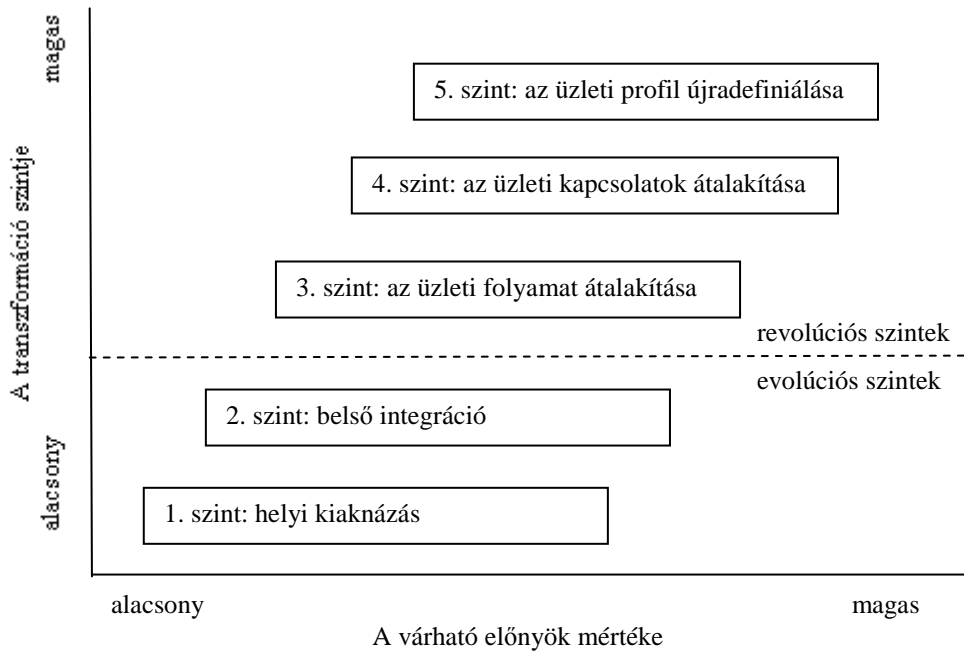 magas
5. szint: az üzleti profil újradefiniálása
4. szint: az üzleti kapcsolatok átalakítása
A transzformáció szintje
3. szint: az üzleti folyamat átalakítása
revolúciós szintek
evolúciós szintek
2. szint: belső integráció
alacsony
1. szint: helyi kiaknázás
alacsony
magas
A várható előnyök mértéke